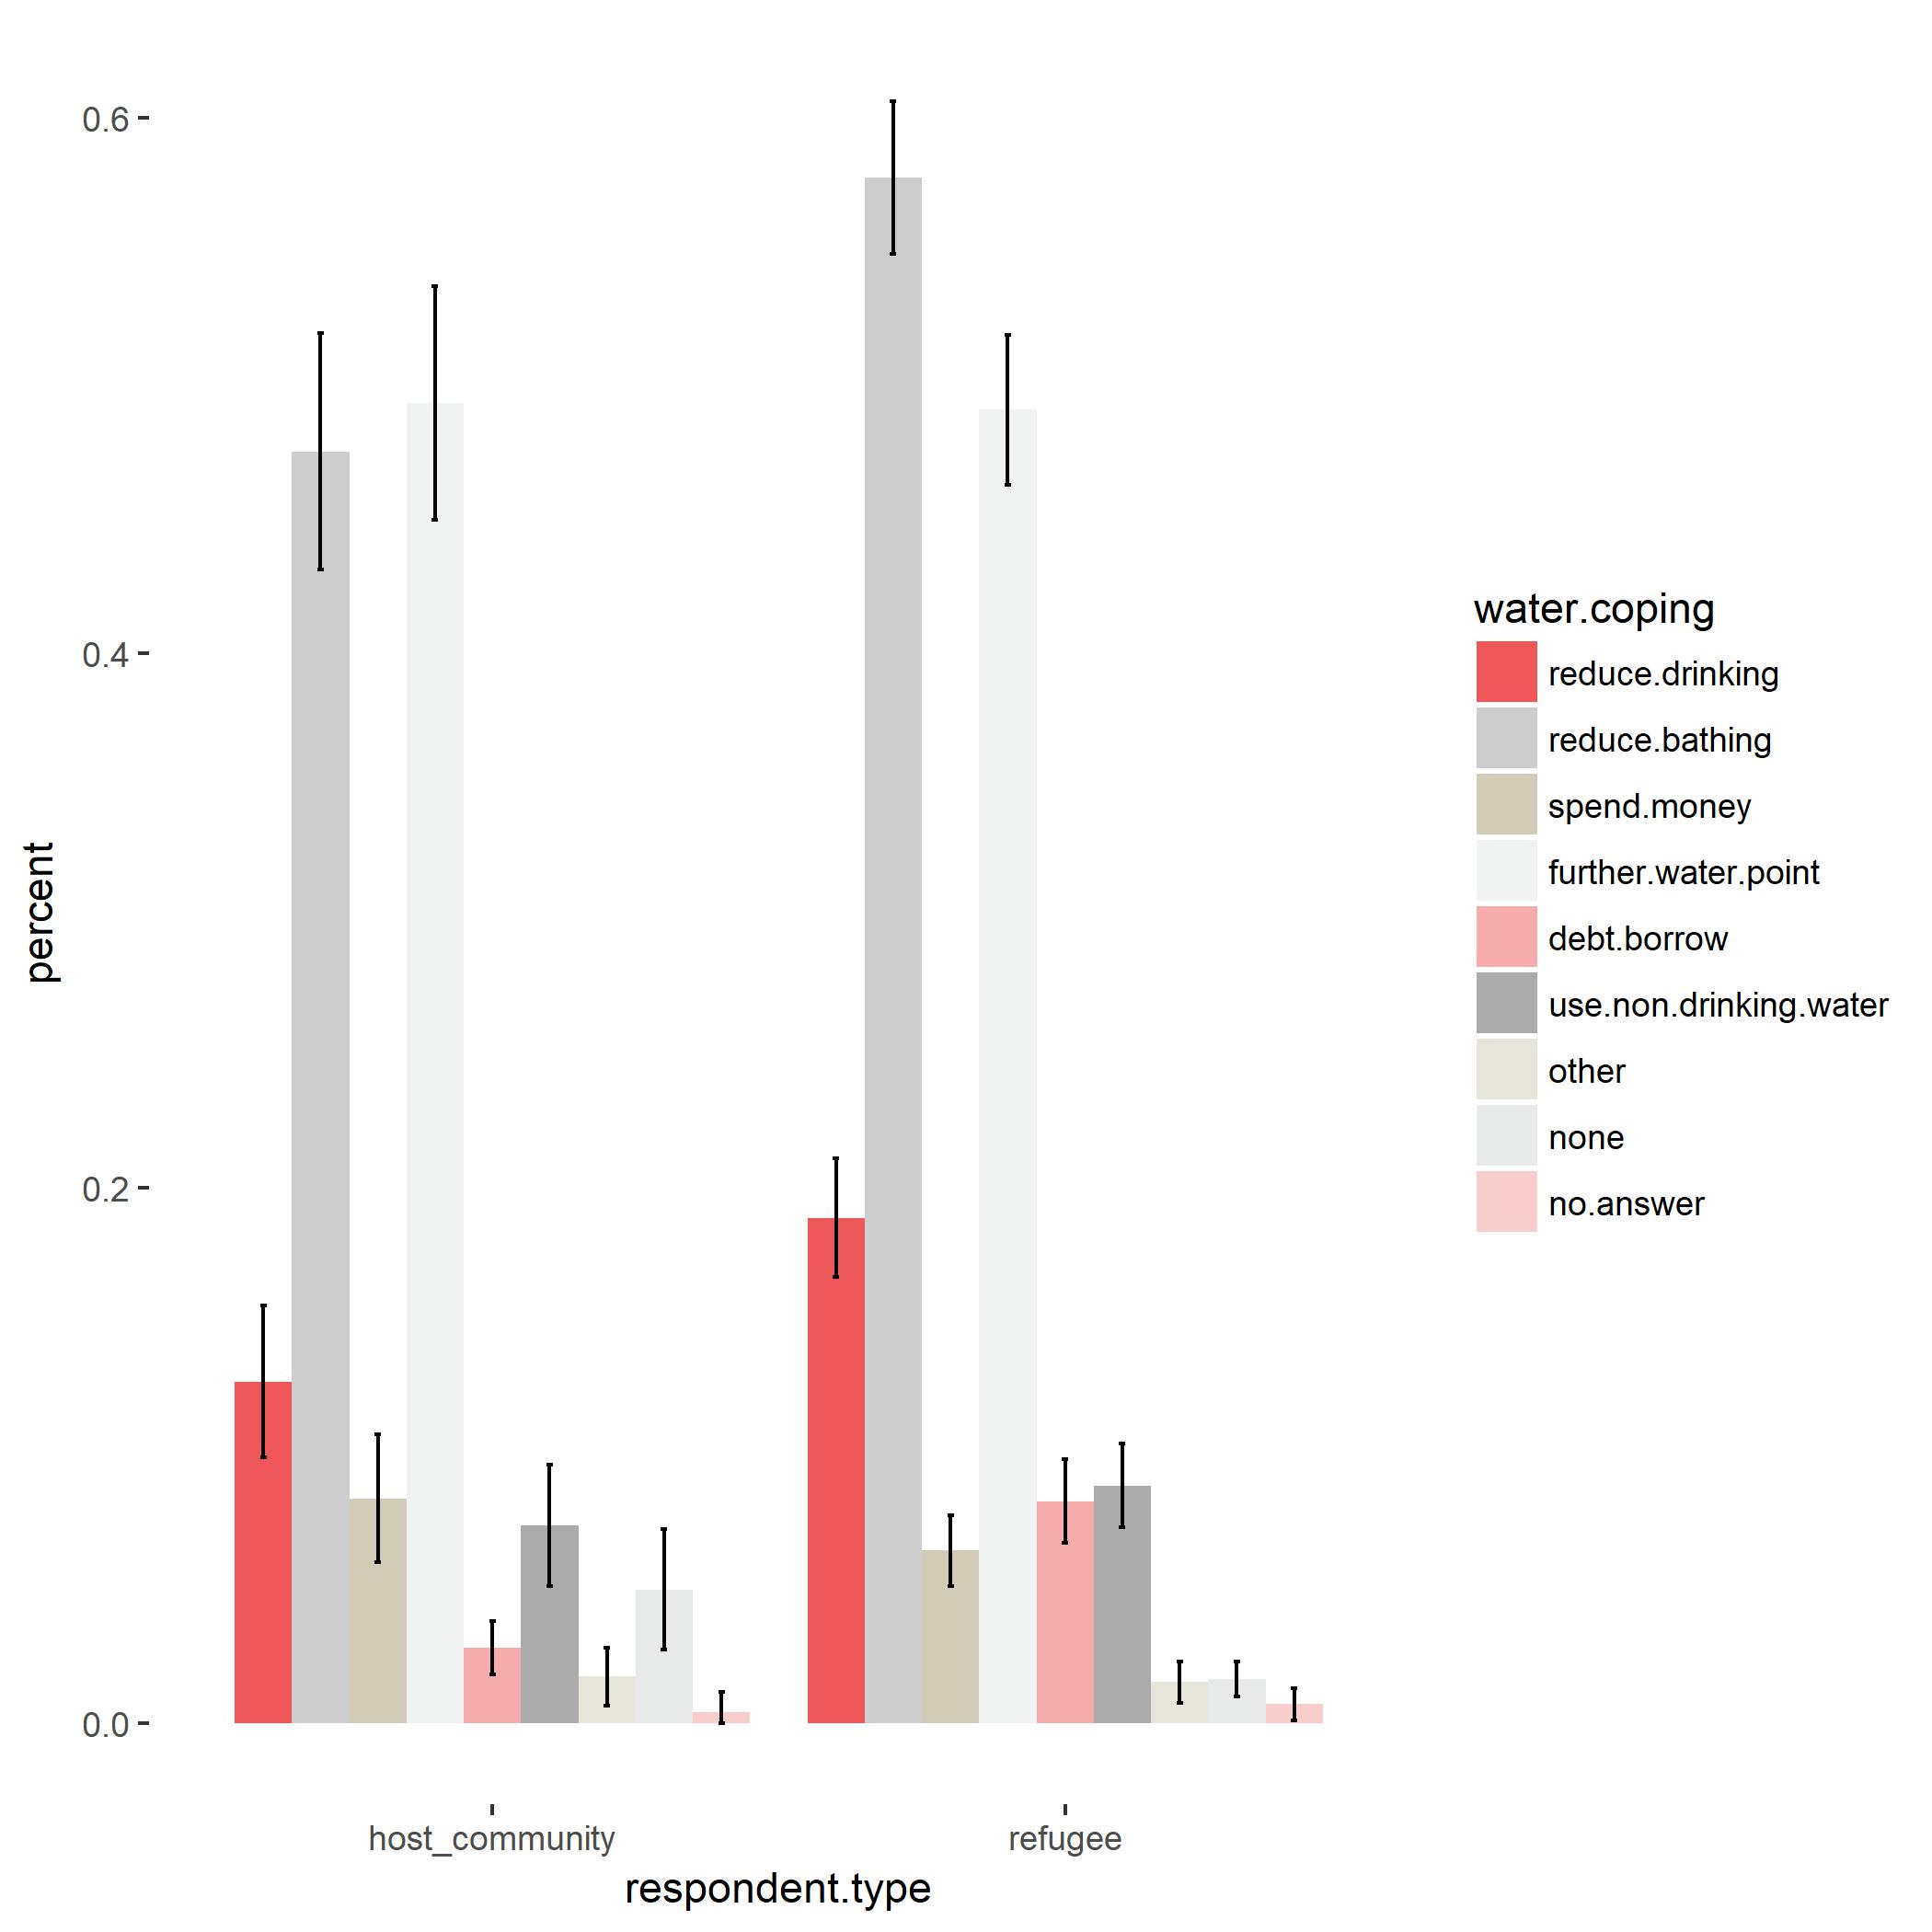 percent
0.6
0.4
0.2
0.0
host_community
refugee
respondent.type
water.coping
reduce.drinking
reduce.bathing
spend.money
further.water.point
debt.borrow
use.non.drinking.water
other
none
no.answer